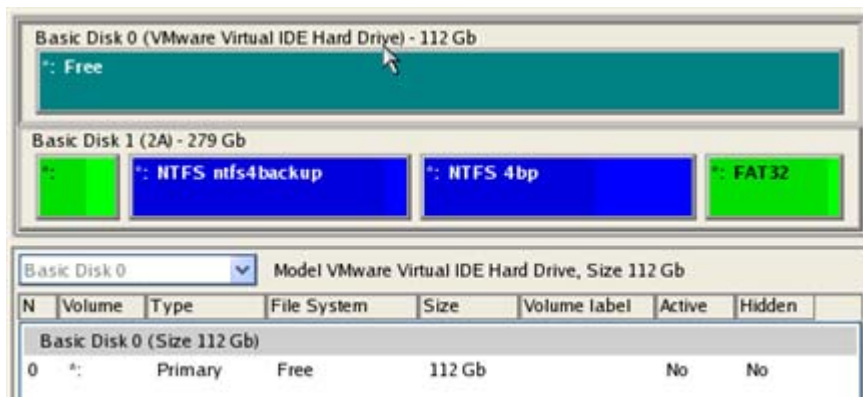 Basic Disk 0 (VMware Virtual IDE Hard Drive) - 112 Gb
*: Free
Basic Disk 1 (2A) - 279 Gb
*: *: NTFS ntfs4backup *: NTFS 4bp *: FAT32
Basic Disk 0 Model VMware Virtual IDE Hard Drive, Size 112 Gb
N Volume Type File System Size Volume label Active Hidden
Basic Disk 0 (Size 112 Gb)
0 *: Primary Free 112 Gb No No